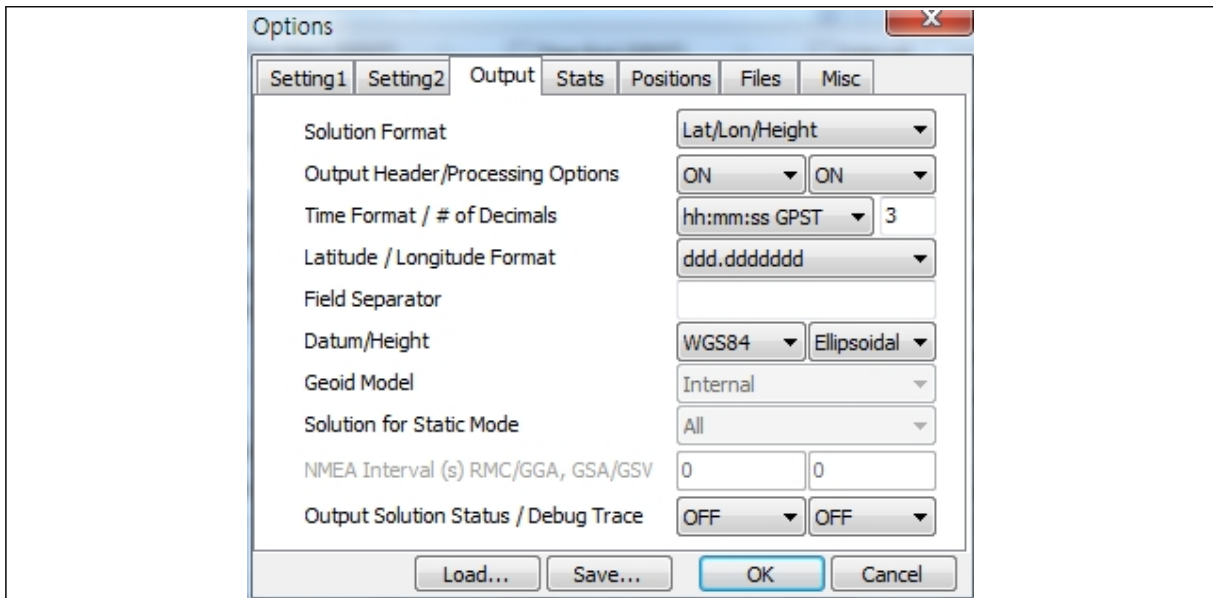 Options
Setting1 Setting2 Output Stats Positions Files Misc
Solution Format Lat/Lon/Height
Output Header/Processing Options ON ON
Time Format / # of Decimals hh:mm:ss GPST 3
Latitude / Longitude Format ddd.ddddddd
Field Separator
Datum/Height WGS84 Ellipsoidal
Geoid Model Internal
Solution for Static Mode All
NMEA Interval (s) RMC/GGA, GSA/GSV 0 0
Output Solution Status / Debug Trace OFF OFF
Load... Save... OK Cancel